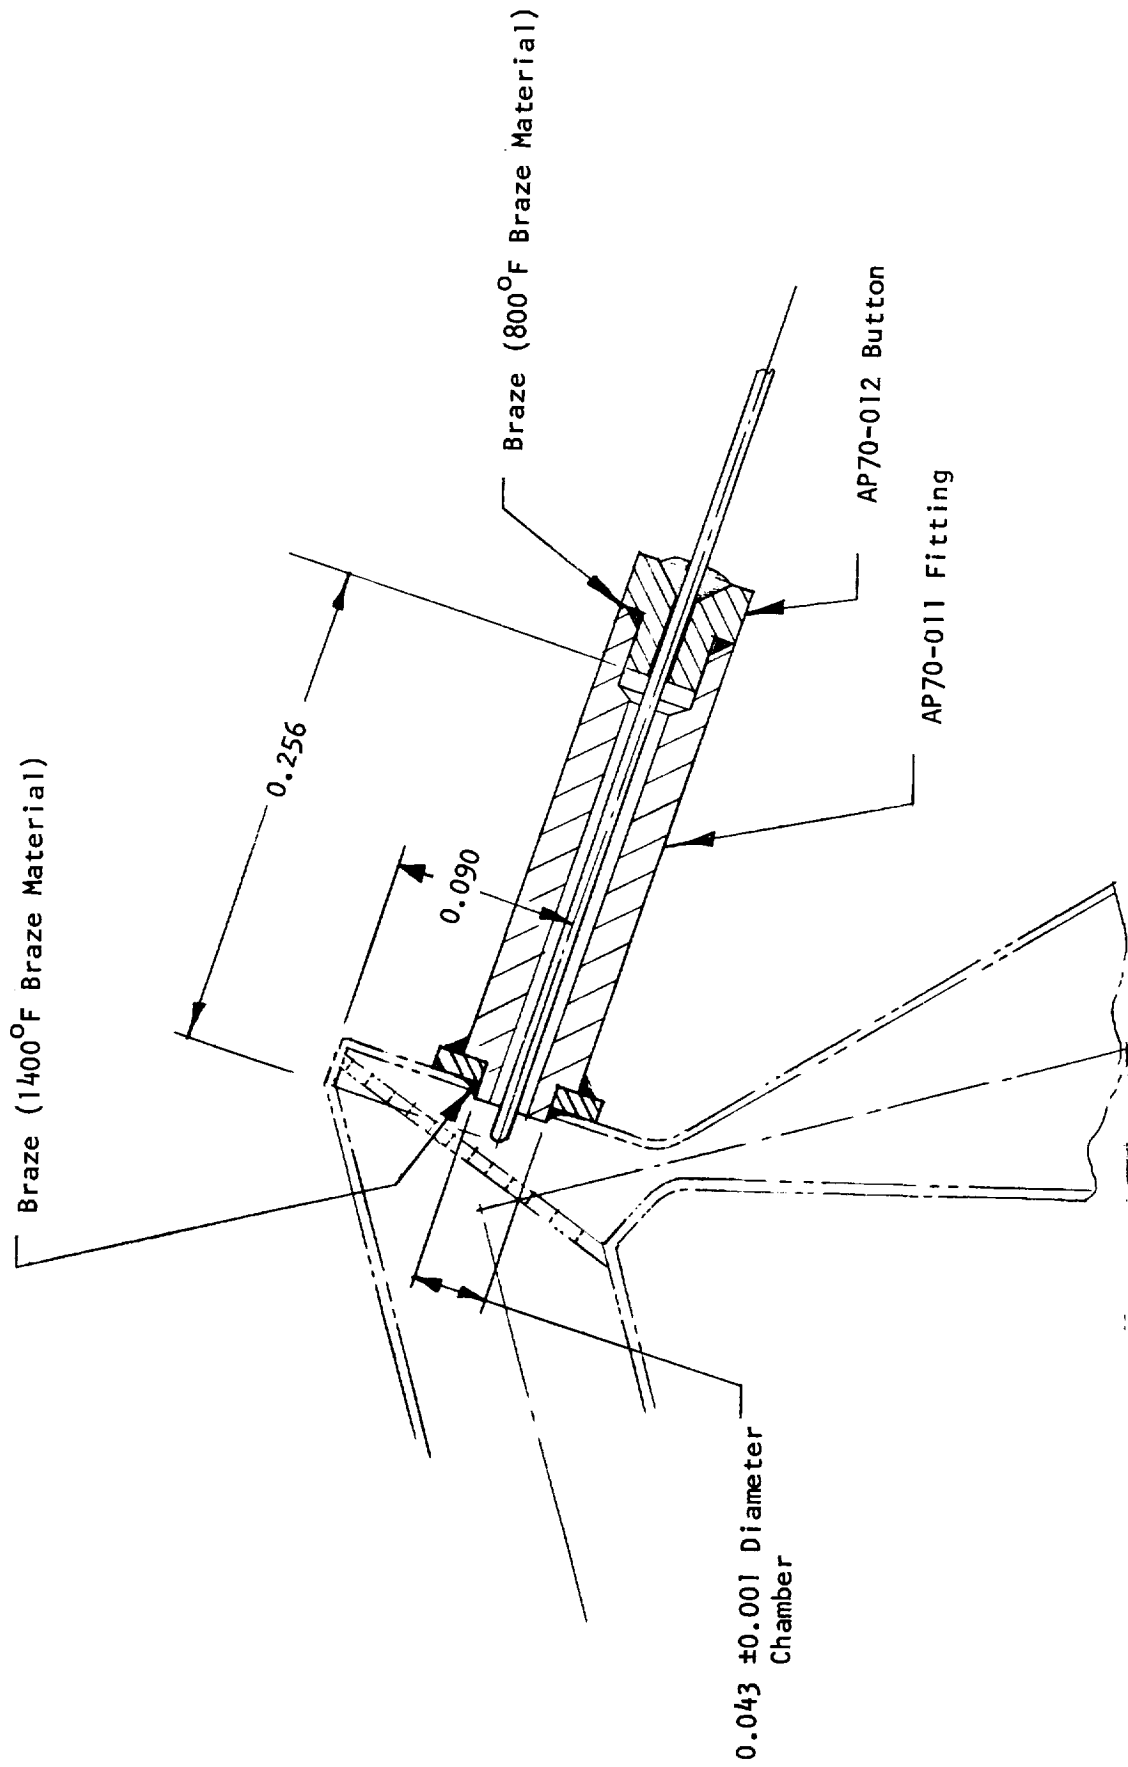 Braze (1400°F Braze Material)
0.256
0.090
Braze (800°F Braze Material)
AP70-012 Button
AP70-011 Fitting
0.043 ±0.001 Diameter
Chamber